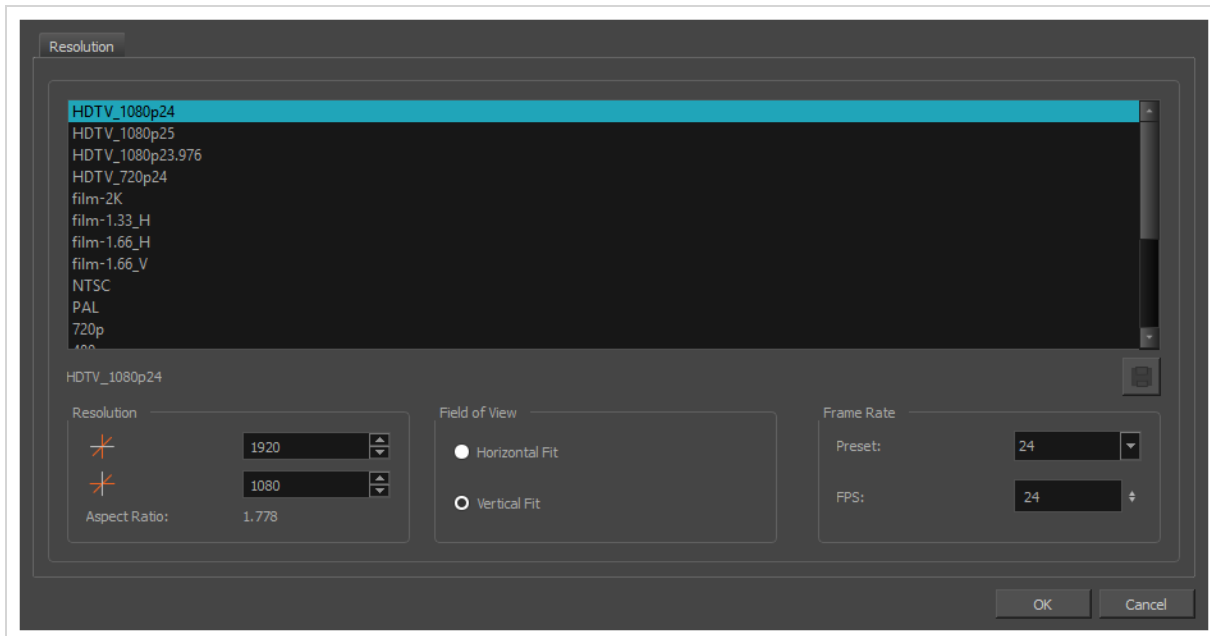 Resolution
HDTV_1080p24
HDTV_1080p25
HDTV_1080p23.976
HDTV_720p24
film-2K
film-1.33_H
film-1.66_H
film-1.66_V
NTSC
PAL
720p
HDTV_1080p24
Resolution
1920
1080
Aspect Ratio: 1.778
Field of View
Horizontal Fit
Vertical Fit
Frame Rate
Preset: 24
FPS: 24
OK Cancel